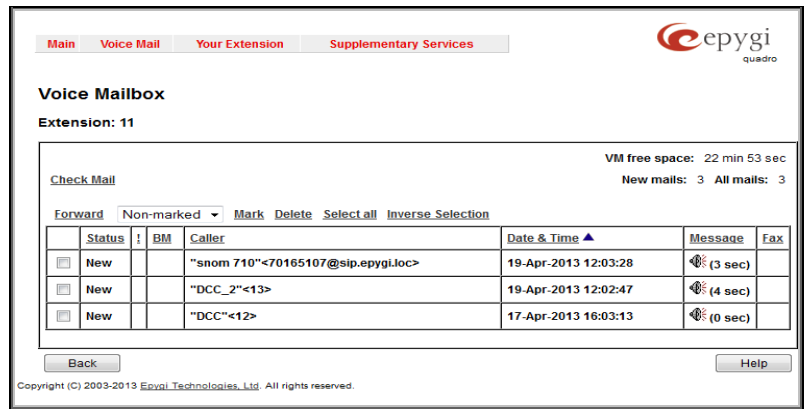 Main Voice Mail Your Extension Supplementary Services
epygi
quadro
Voice Mailbox
Extension: 11
VM free space: 22 min 53 sec
Check Mail New mails: 3 All mails: 3
Forward Non-marked Mark Delete Select all Inverse Selection
Status ! BM Caller Date & Time Message Fax
New "snom 710"<70165107@sip.epygi.loc> 19-Apr-2013 12:03:28 (3 sec)
New "DCC_2"<13> 19-Apr-2013 12:02:47 (4 sec)
New "DCC"<12> 17-Apr-2013 16:03:13 (0 sec)
Back Help
Copyright (C) 2003-2013 Epygi Technologies, Ltd. All rights reserved.